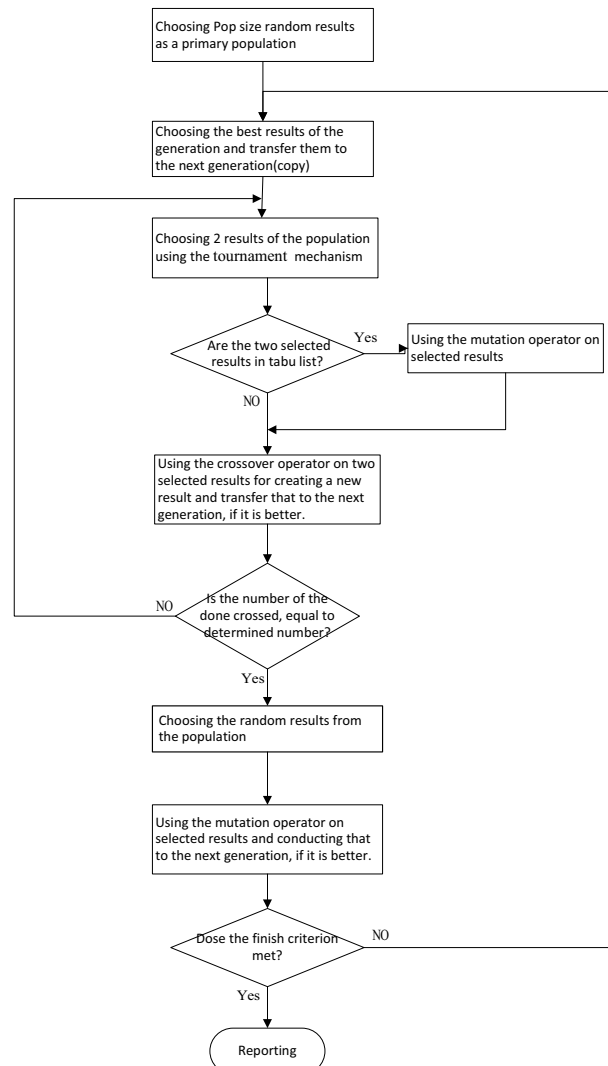 Choosing Pop size random results
as a primary population
Choosing the best results of the
generation and transfer them to
the next generation(copy)
Choosing 2 results of the population
using the tournament mechanism
Are the two selected
results in tabu list?
Yes
Using the mutation operator on
selected results
NO
Using the crossover operator on two
selected results for creating a new
result and transfer that to the next
generation, if it is better.
Is the number of the
done crossed, equal to
determined number?
NO
Yes
Choosing the random results from
the population
Using the mutation operator on
selected results and conducting that
to the next generation, if it is better.
Dose the finish criterion
met?
NO
Yes
Reporting